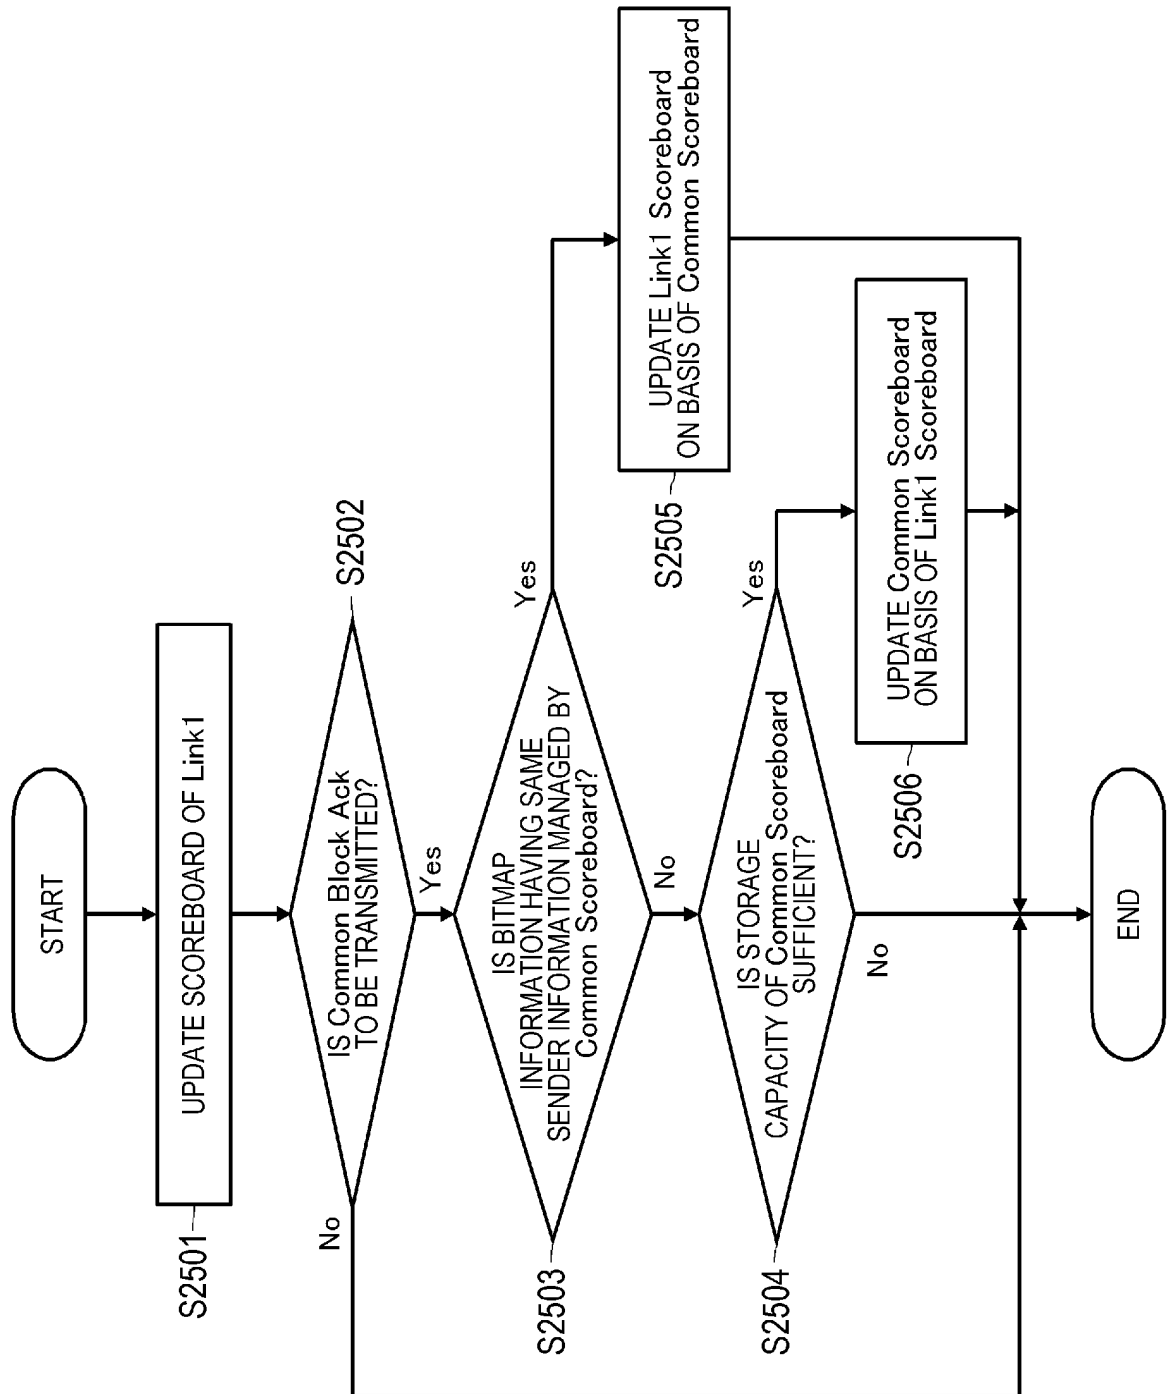 START
UPDATE SCOREBOARD OF Link1
S2501
IS Common Block Ack
TO BE TRANSMITTED?
S2502
No
Yes
IS BITMAP
INFORMATION HAVING SAME
SENDER INFORMATION MANAGED BY
Common Scoreboard?
S2503
Yes
No
UPDATE Link1 Scoreboard
ON BASIS OF Common Scoreboard
S2505
IS STORAGE
CAPACITY OF Common Scoreboard
SUFFICIENT?
S2504
Yes
No
UPDATE Common Scoreboard
ON BASIS OF Link1 Scoreboard
S2506
END